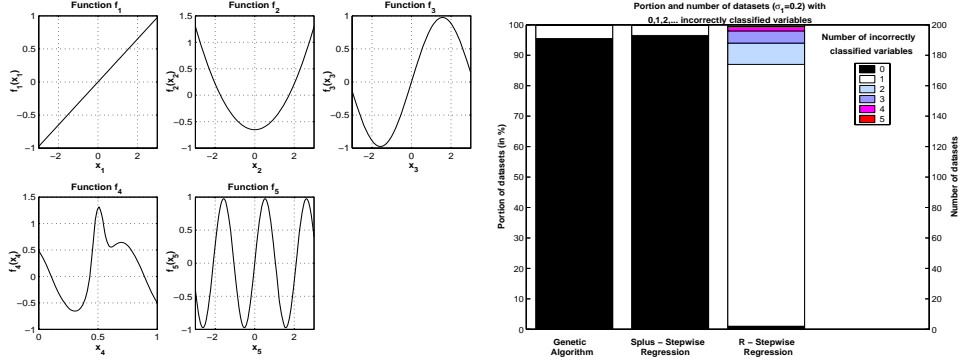 Function f1
f1(x1)
1
0.5
0
−0.5
−1
−2
0
2
x1
Function f2
f2(x2)
1.5
1
0.5
0
−0.5
−1
−2
0
2
x2
Function f3
f3(x3)
1
0.5
0
−0.5
−1
−2
0
2
x3
Function f4
f4(x4)
1.5
1
0.5
0
−0.5
−1
0
0.5
1
x4
Function f5
f5(x5)
1
0.5
0
−0.5
−1
−2
0
2
x5
Portion and number of datasets (σ1=0.2) with
0,1,2,... incorrectly classified variables
Portion of datasets (in %)
100
90
80
70
60
50
40
30
20
10
0
Number of datasets
200
180
160
140
120
100
80
60
40
20
0
Number of incorrectly
classified variables
0
1
2
3
4
5
Genetic
Algorithm
Splus − Stepwise
Regression
R − Stepwise
Regression